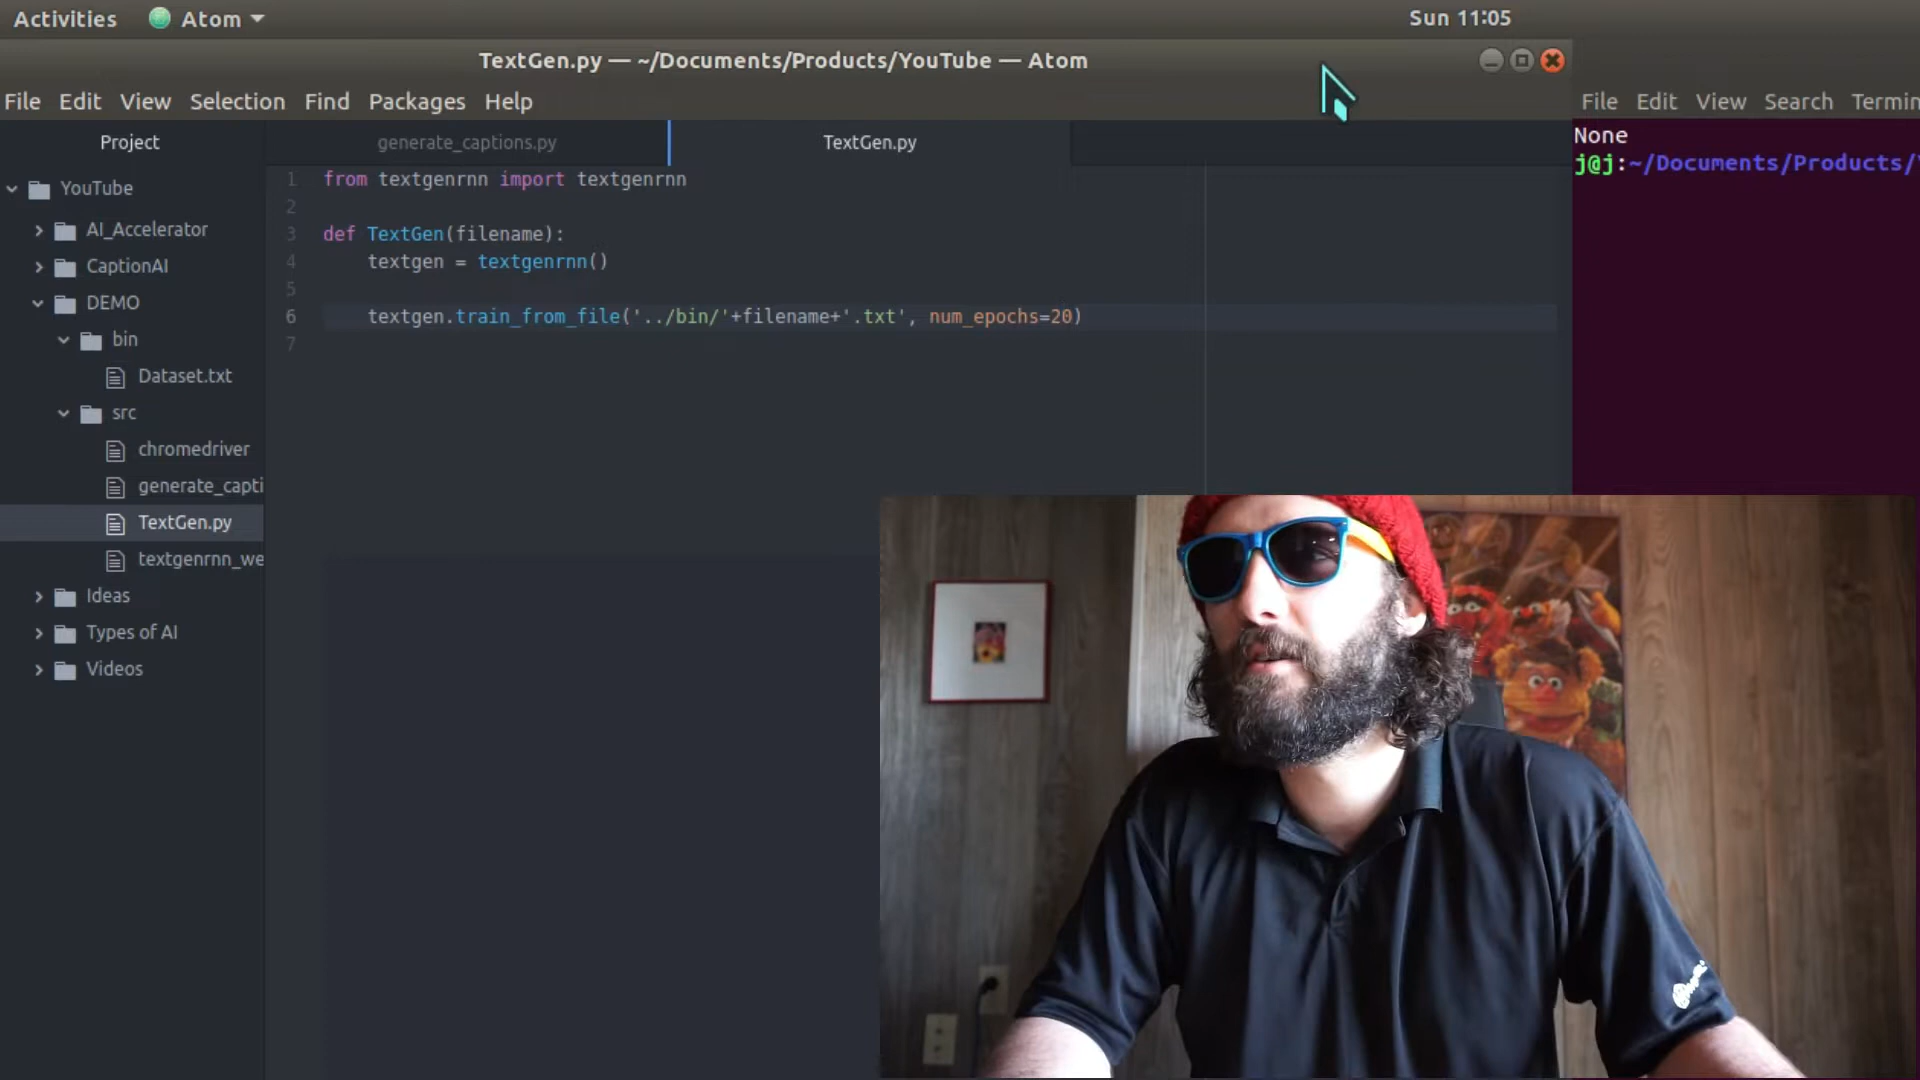 Activities Atom Sun 11:05
TextGen.py — ~/Documents/Products/YouTube — Atom
File Edit View Selection Find Packages Help
File Edit View Search Termin
Project
generate_captions.py TextGen.py
YouTube
AI_Accelerator
CaptionAI
DEMO
bin
Dataset.txt
src
chromedriver
generate_capti
TextGen.py
textgenrnn_we
Ideas
Types of AI
Videos
1 from textgenrnn import textgenrnn
2
3 def TextGen(filename):
4 textgen = textgenrnn()
5
6 textgen.train_from_file('../bin/'+filename+'.txt', num_epochs=20)
7
None
j@j:~/Documents/Products/